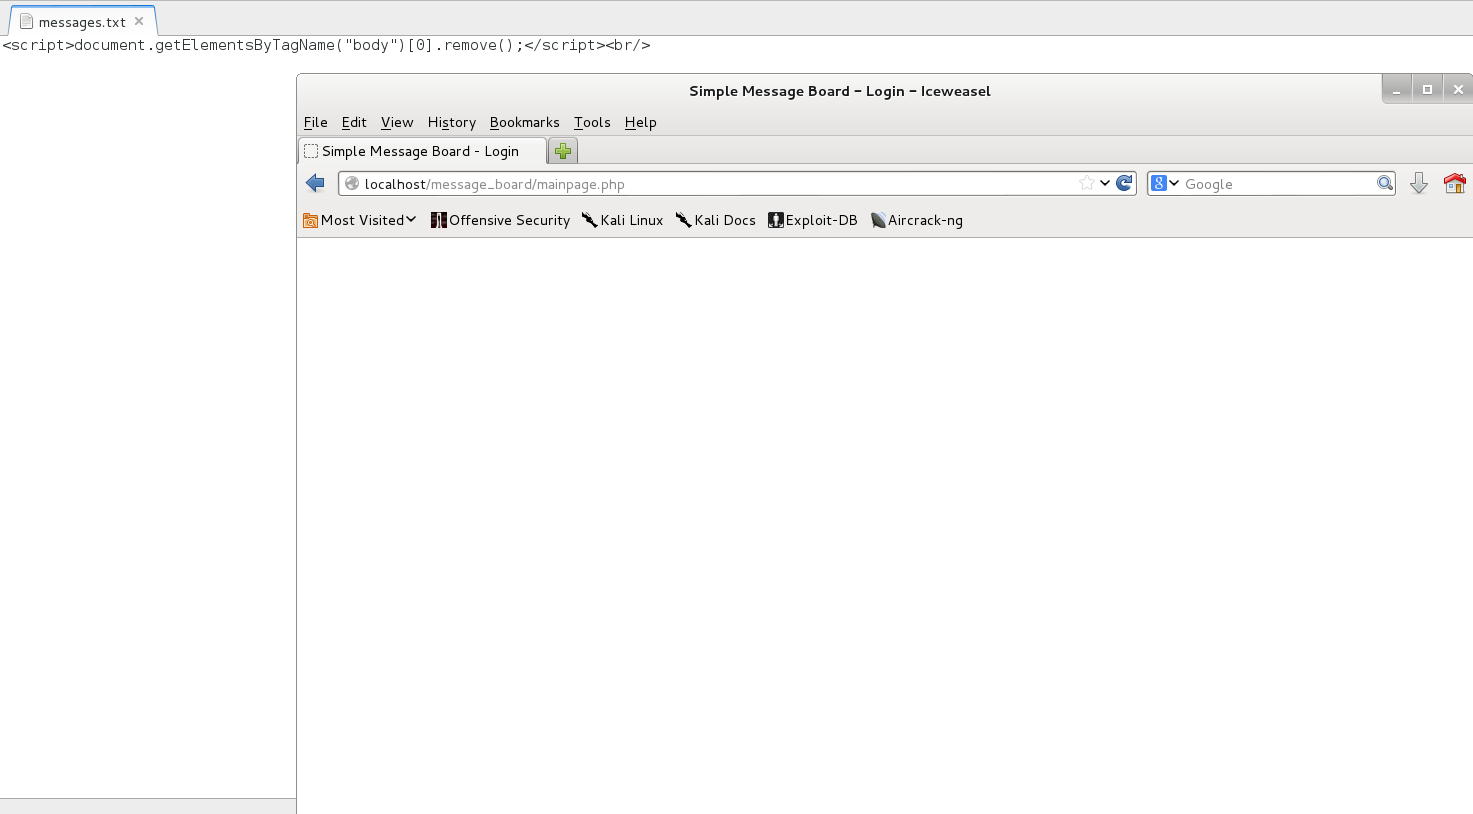 messages.txt
<script>document.getElementsByTagName("body")[0].remove();</script><br/>
Simple Message Board - Login - Iceweasel
File Edit View History Bookmarks Tools Help
Simple Message Board - Login
localhost/message_board/mainpage.php 8 Google
Most Visited Offensive Security Kali Linux Kali Docs Exploit-DB Aircrack-ng